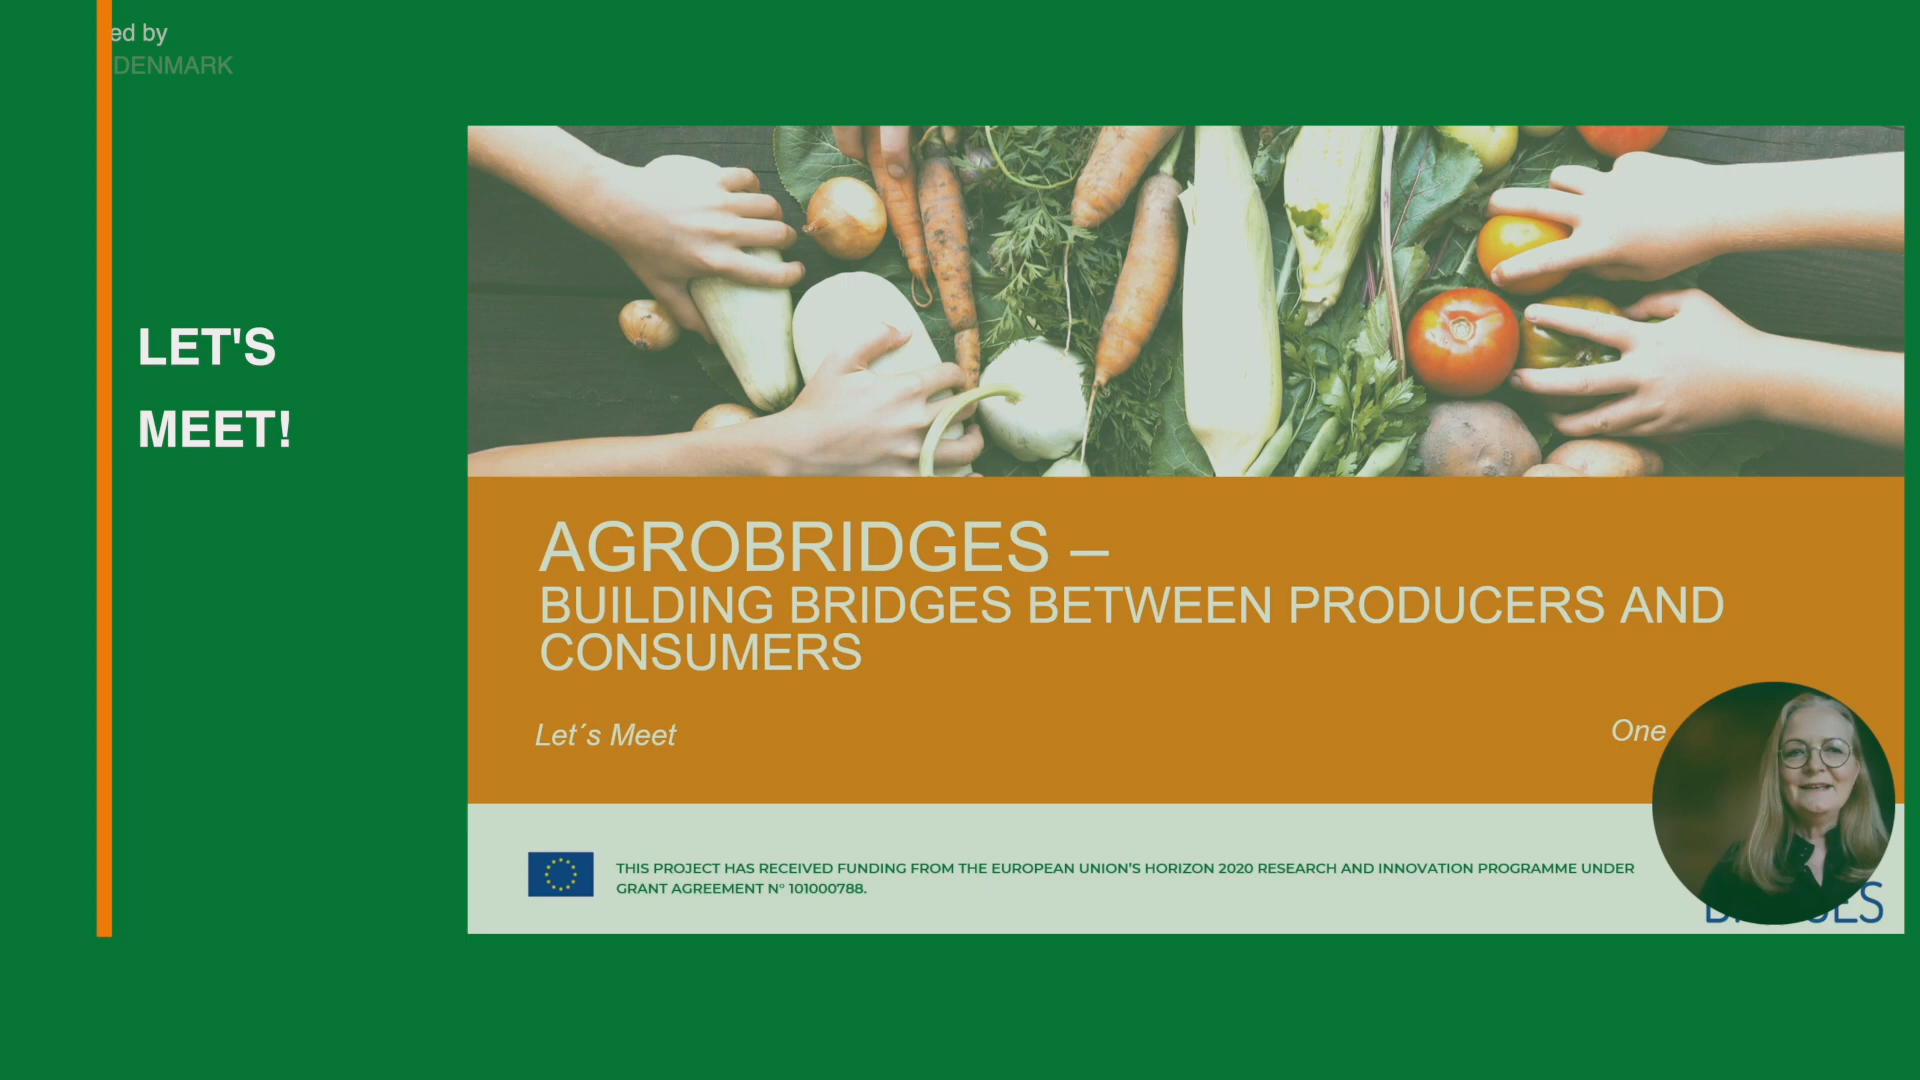 ed by
DENMARK
LET'S
MEET!
AGROBRIDGES –
BUILDING BRIDGES BETWEEN PRODUCERS AND
CONSUMERS
Let´s Meet
One
THIS PROJECT HAS RECEIVED FUNDING FROM THE EUROPEAN UNION'S HORIZON 2020 RESEARCH AND INNOVATION PROGRAMME UNDER
GRANT AGREEMENT N° 101000788.